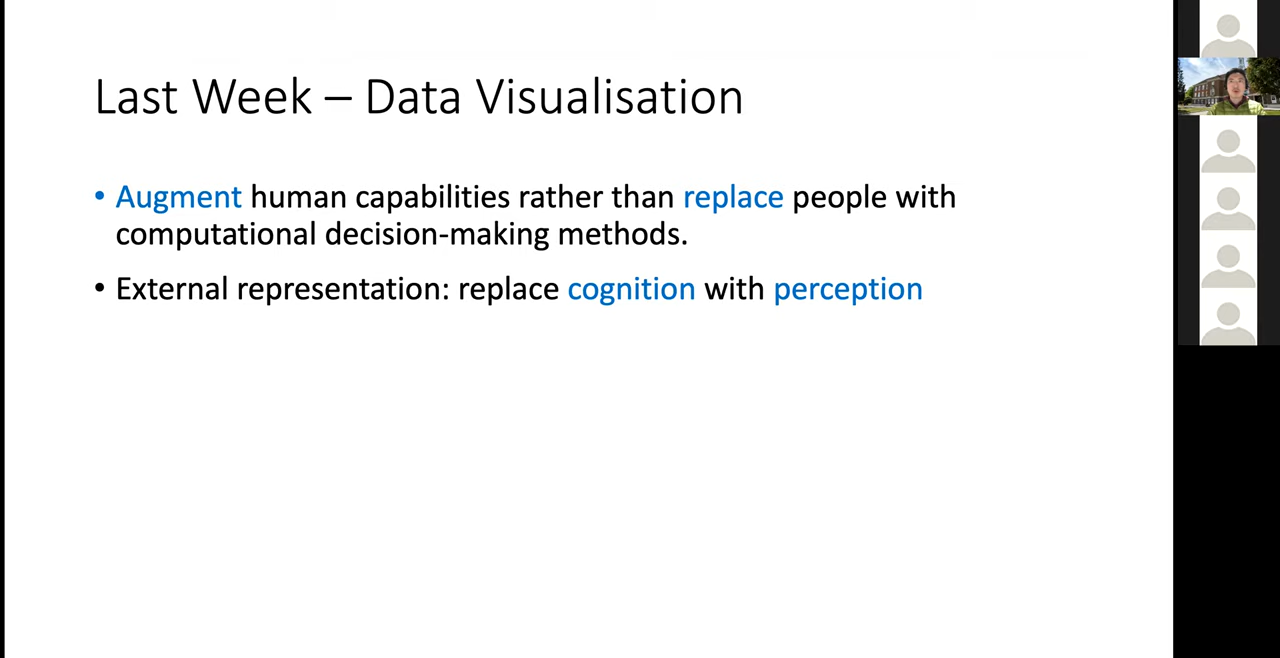 Last Week – Data Visualisation
• Augment human capabilities rather than replace people with
computational decision-making methods.
• External representation: replace cognition with perception